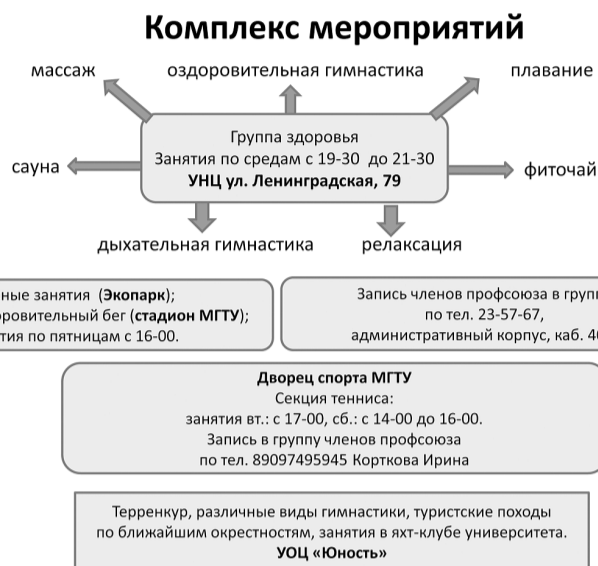 Комплекс мероприятий
массаж оздоровительная гимнастика плавание
Группа здоровья
Занятия по средам с 19-30 до 21-30
УНЦ ул. Ленинградская, 79
сауна
фиточай
дыхательная гимнастика релаксация
занятия (Экопарк);
бег (стадион МГТУ);
по пятницам с 16-00.
Запись членов профсоюза в
по тел. 23-57-67,
административный корпус, каб.
Дворец спорта МГТУ
Секция тенниса:
занятия вт.: с 17-00, сб.: с 14-00 до 16-00.
Запись в группу членов профсоюза
по тел. 89097495945 Корткова Ирина
Терренкур, различные виды гимнастики, туристские походы
по ближайшим окрестностям, занятия в яхт-клубе университета.
УОЦ «Юность»